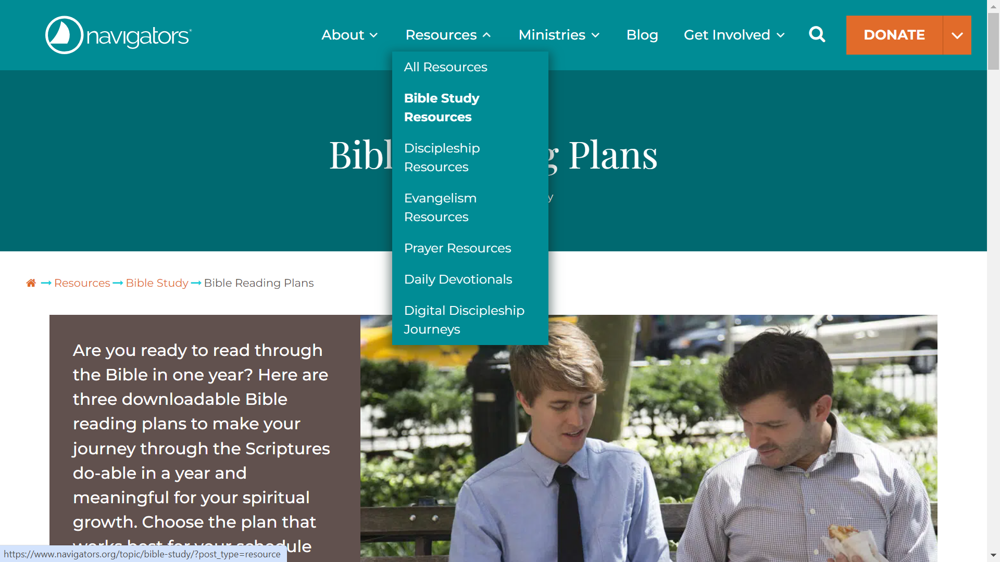 navigators
About
Resources
Ministries
Blog
Get Involved
DONATE
All Resources
Bible Study
Resources
Discipleship
Resources
Evangelism
Resources
Prayer Resources
Daily Devotionals
Digital Discipleship
Journeys
Plans
Resources
Bible Study
Bible Reading Plans
Are you ready to read through
the Bible in one year? Here are
three downloadable Bible
reading plans to make your
journey through the Scriptures
do-able in a year and
meaningful for your spiritual
growth. Choose the plan that
works best for your schedule
https://www.navigators.org/topic/bible-study/?post_type=resource